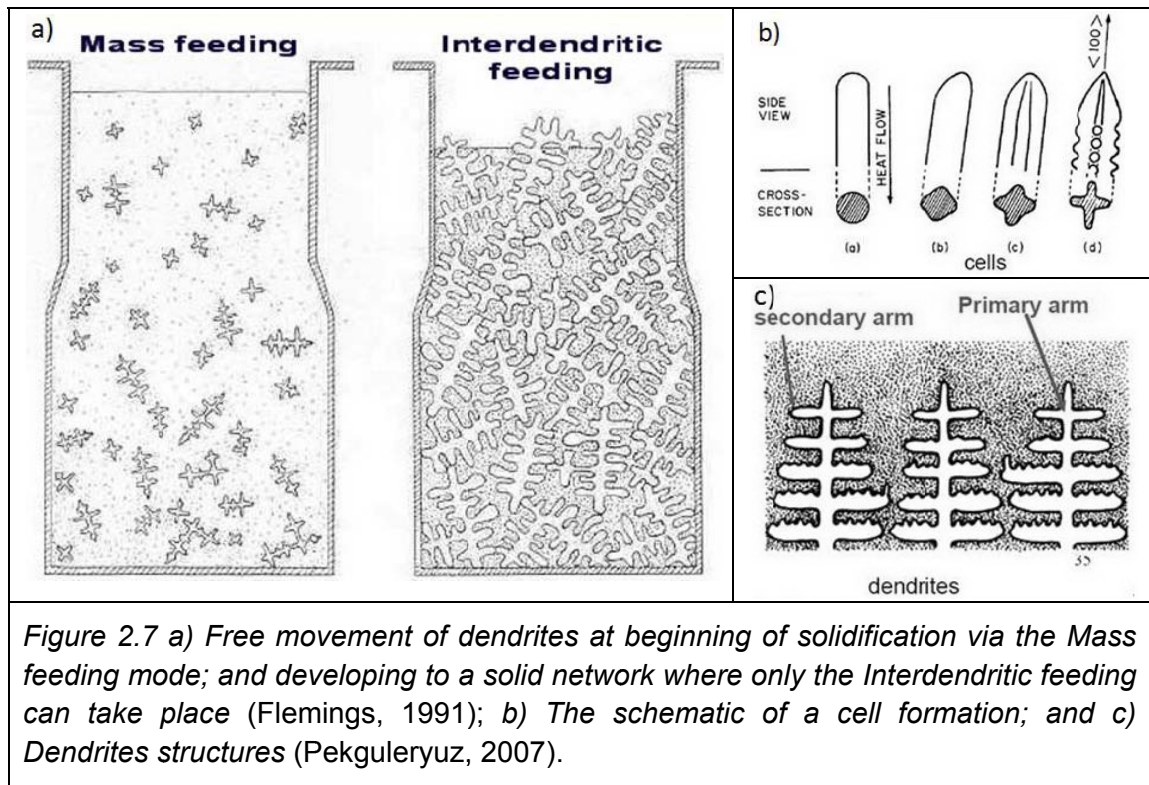 a)
Mass feeding
Interdendritic
feeding
b)
SIDE
VIEW
HEAT FLOW
<100>
CROSS-
SECTION
(a) (b) (c) (d)
cells
c)
secondary arm
Primary arm
35
dendrites
Figure 2.7 a) Free movement of dendrites at beginning of solidification via the Mass
feeding mode; and developing to a solid network where only the Interdendritic feeding
can take place (Flemings, 1991); b) The schematic of a cell formation; and c)
Dendrites structures (Pekguleryuz, 2007).